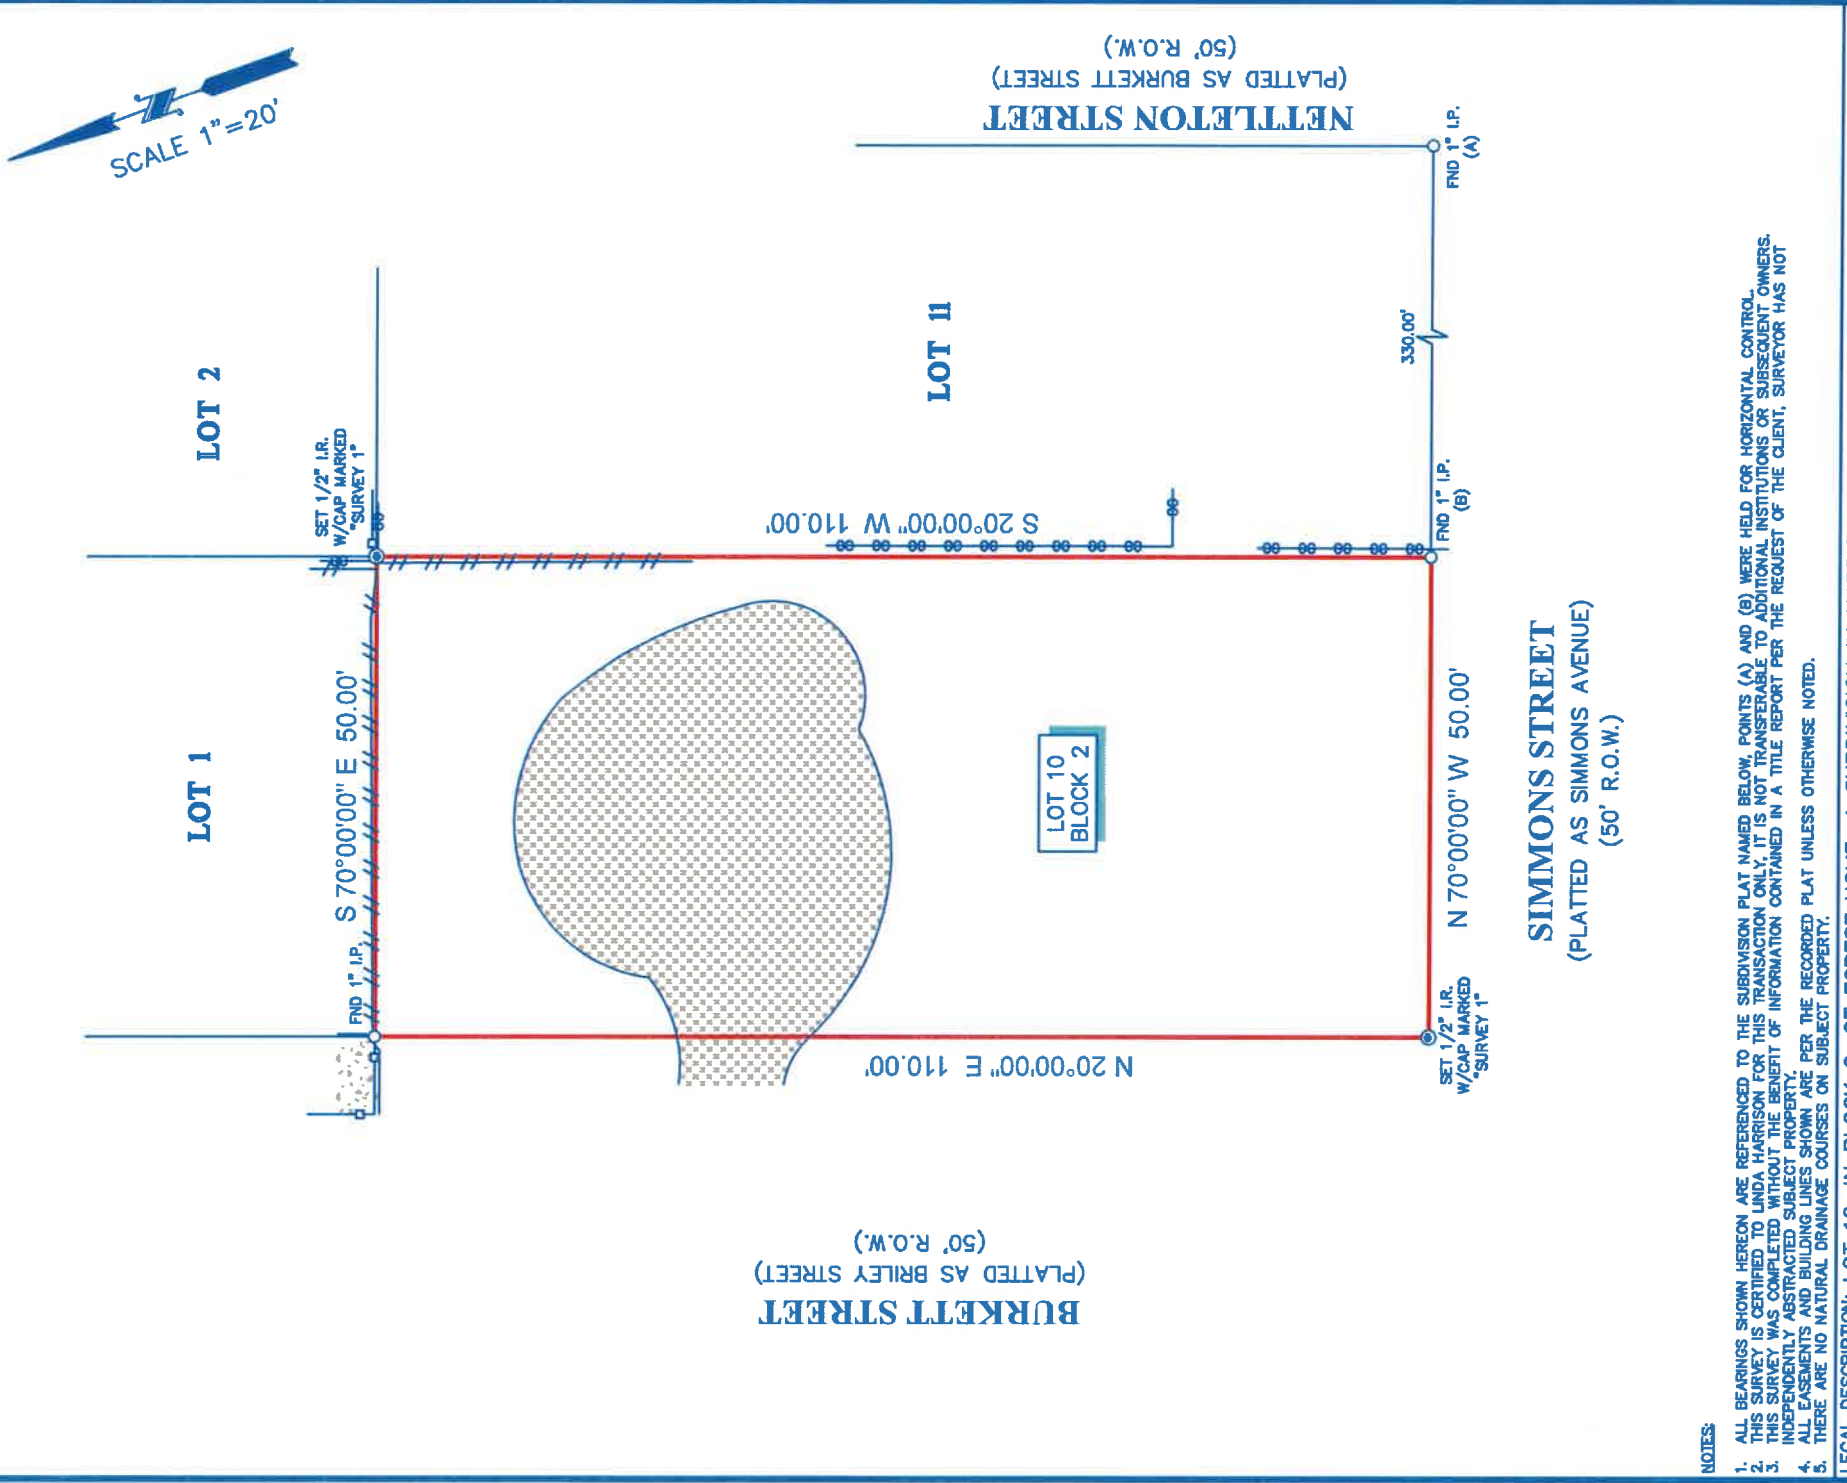 SCALE 1"=20'
NETTLETON STREET
(PLATTED AS BURKETT STREET)
(50' R.O.W.)
LOT 2
LOT 1
SET 1/2" I.R.
W/CAP MARKED
"SURVEY 1"
FND 1" I.P.
S 70°00'00" E 50.00'
S 20°00'00" W 110.00'
LOT 11
FND 1" I.P.
(A)
330.00'
FND 1" I.P.
(B)
LOT 10
BLOCK 2
N 70°00'00" W 50.00'
N 20°00'00" E 110.00'
SET 1/2" I.R.
W/CAP MARKED
"SURVEY 1"
SIMMONS STREET
(PLATTED AS SIMMONS AVENUE)
(50' R.O.W.)
BURKETT STREET
(PLATTED AS BRILEY STREET)
(50' R.O.W.)
NOTES:
1. ALL BEARINGS SHOWN HEREON ARE REFERENCED TO THE SUBDIVISION PLAT NAMED BELOW, POINTS (A) AND (B) WERE HELD FOR HORIZONTAL CONTROL.
2. THIS SURVEY IS CERTIFIED TO LINDA HARRISON FOR THIS TRANSACTION ONLY, IT IS NOT TRANSFERABLE TO ADDITIONAL INSTITUTIONS OR SUBSEQUENT OWNERS.
3. THIS SURVEY WAS COMPLETED WITHOUT THE BENEFIT OF INFORMATION CONTAINED IN A TITLE REPORT PER THE REQUEST OF THE CLIENT, SURVEYOR HAS NOT
INDEPENDENTLY ABSTRACTED SUBJECT PROPERTY.
4. ALL EASEMENTS AND BUILDING LINES SHOWN ARE PER THE RECORDED PLAT UNLESS OTHERWISE NOTED.
5. THERE ARE NO NATURAL DRAINAGE COURSES ON SUBJECT PROPERTY.
LEGAL DESCRIPTION: LOT 10, IN BLOCK 2, OF